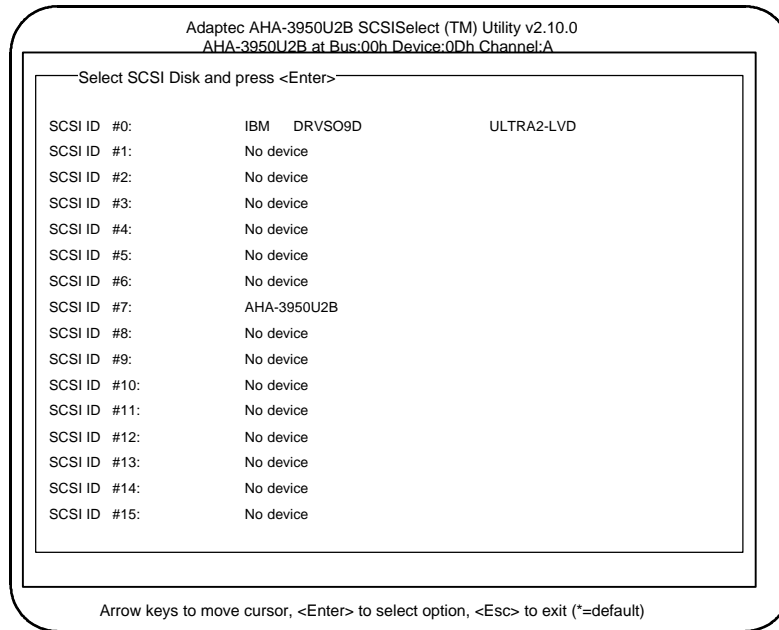 Adaptec AHA-3950U2B SCSISelect (TM) Utility v2.10.0
AHA-3950U2B at Bus:00h Device:0Dh Channel:A
Select SCSI Disk and press <Enter>
SCSI ID #0: IBM DRVSO9D ULTRA2-LVD
SCSI ID #1: No device
SCSI ID #2: No device
SCSI ID #3: No device
SCSI ID #4: No device
SCSI ID #5: No device
SCSI ID #6: No device
SCSI ID #7: AHA-3950U2B
SCSI ID #8: No device
SCSI ID #9: No device
SCSI ID #10: No device
SCSI ID #11: No device
SCSI ID #12: No device
SCSI ID #13: No device
SCSI ID #14: No device
SCSI ID #15: No device
Arrow keys to move cursor, <Enter> to select option, <Esc> to exit (*=default)